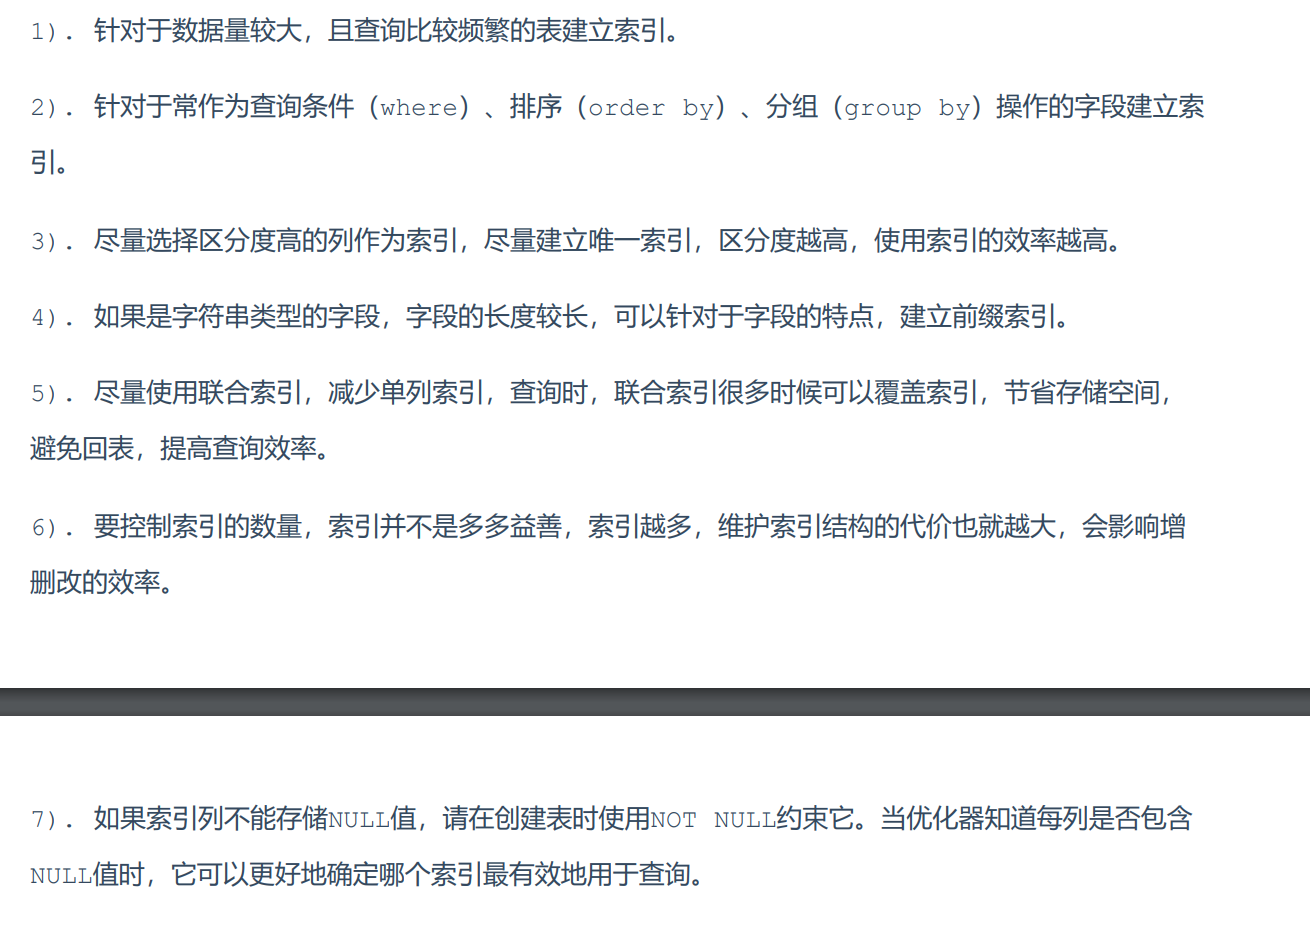 1). 针对于数据量较大，且查询比较频繁的表建立索引。
2). 针对于常作为查询条件（where）、排序（order by）、分组（group by）操作的字段建立索
引。
3). 尽量选择区分度高的列作为索引，尽量建立唯一索引，区分度越高，使用索引的效率越高。
4). 如果是字符串类型的字段，字段的长度较长，可以针对于字段的特点，建立前缀索引。
5). 尽量使用联合索引，减少单列索引，查询时，联合索引很多时候可以覆盖索引，节省存储空间，
避免回表，提高查询效率。
6). 要控制索引的数量，索引并不是多多益善，索引越多，维护索引结构的代价也就越大，会影响增
删改的效率。
7). 如果索引列不能存储NULL值，请在创建表时使用NOT NULL约束它。当优化器知道每列是否包含
NULL值时，它可以更好地确定哪个索引最有效地用于查询。